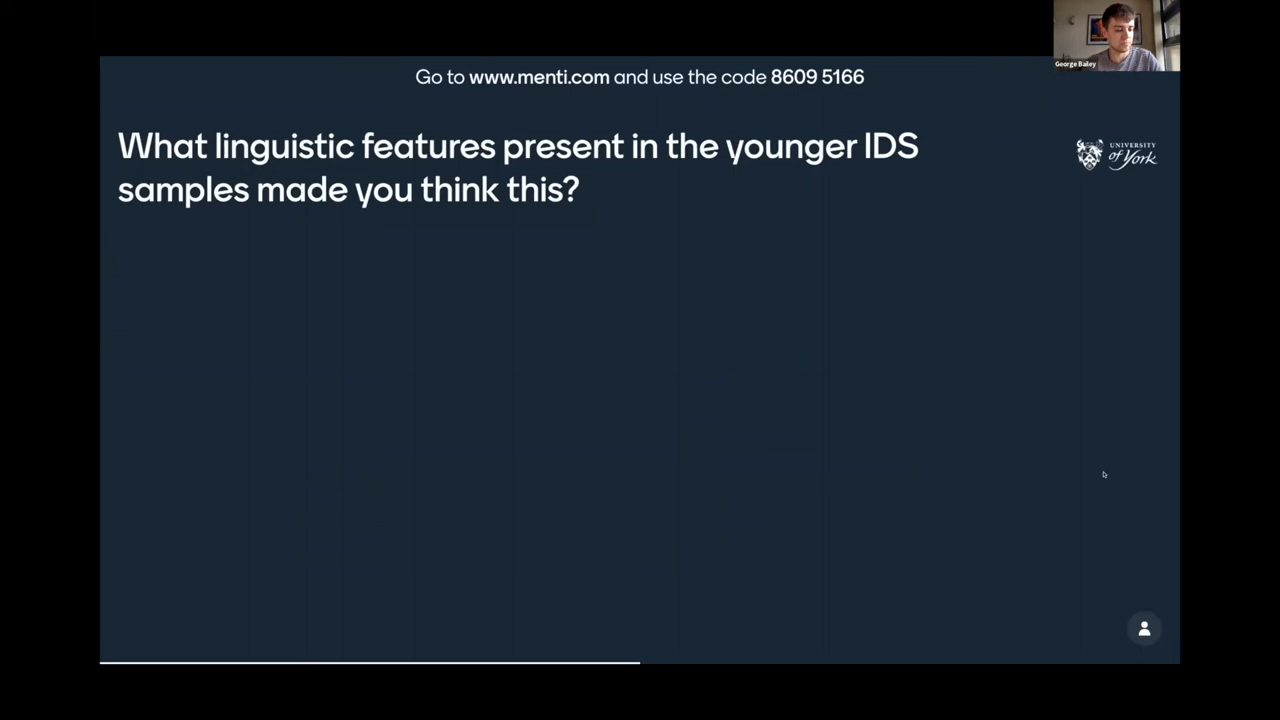 George Bailey
Go to www.menti.com and use the code 8609 5166
What linguistic features present in the younger IDS
samples made you think this?
UNIVERSITY
of York